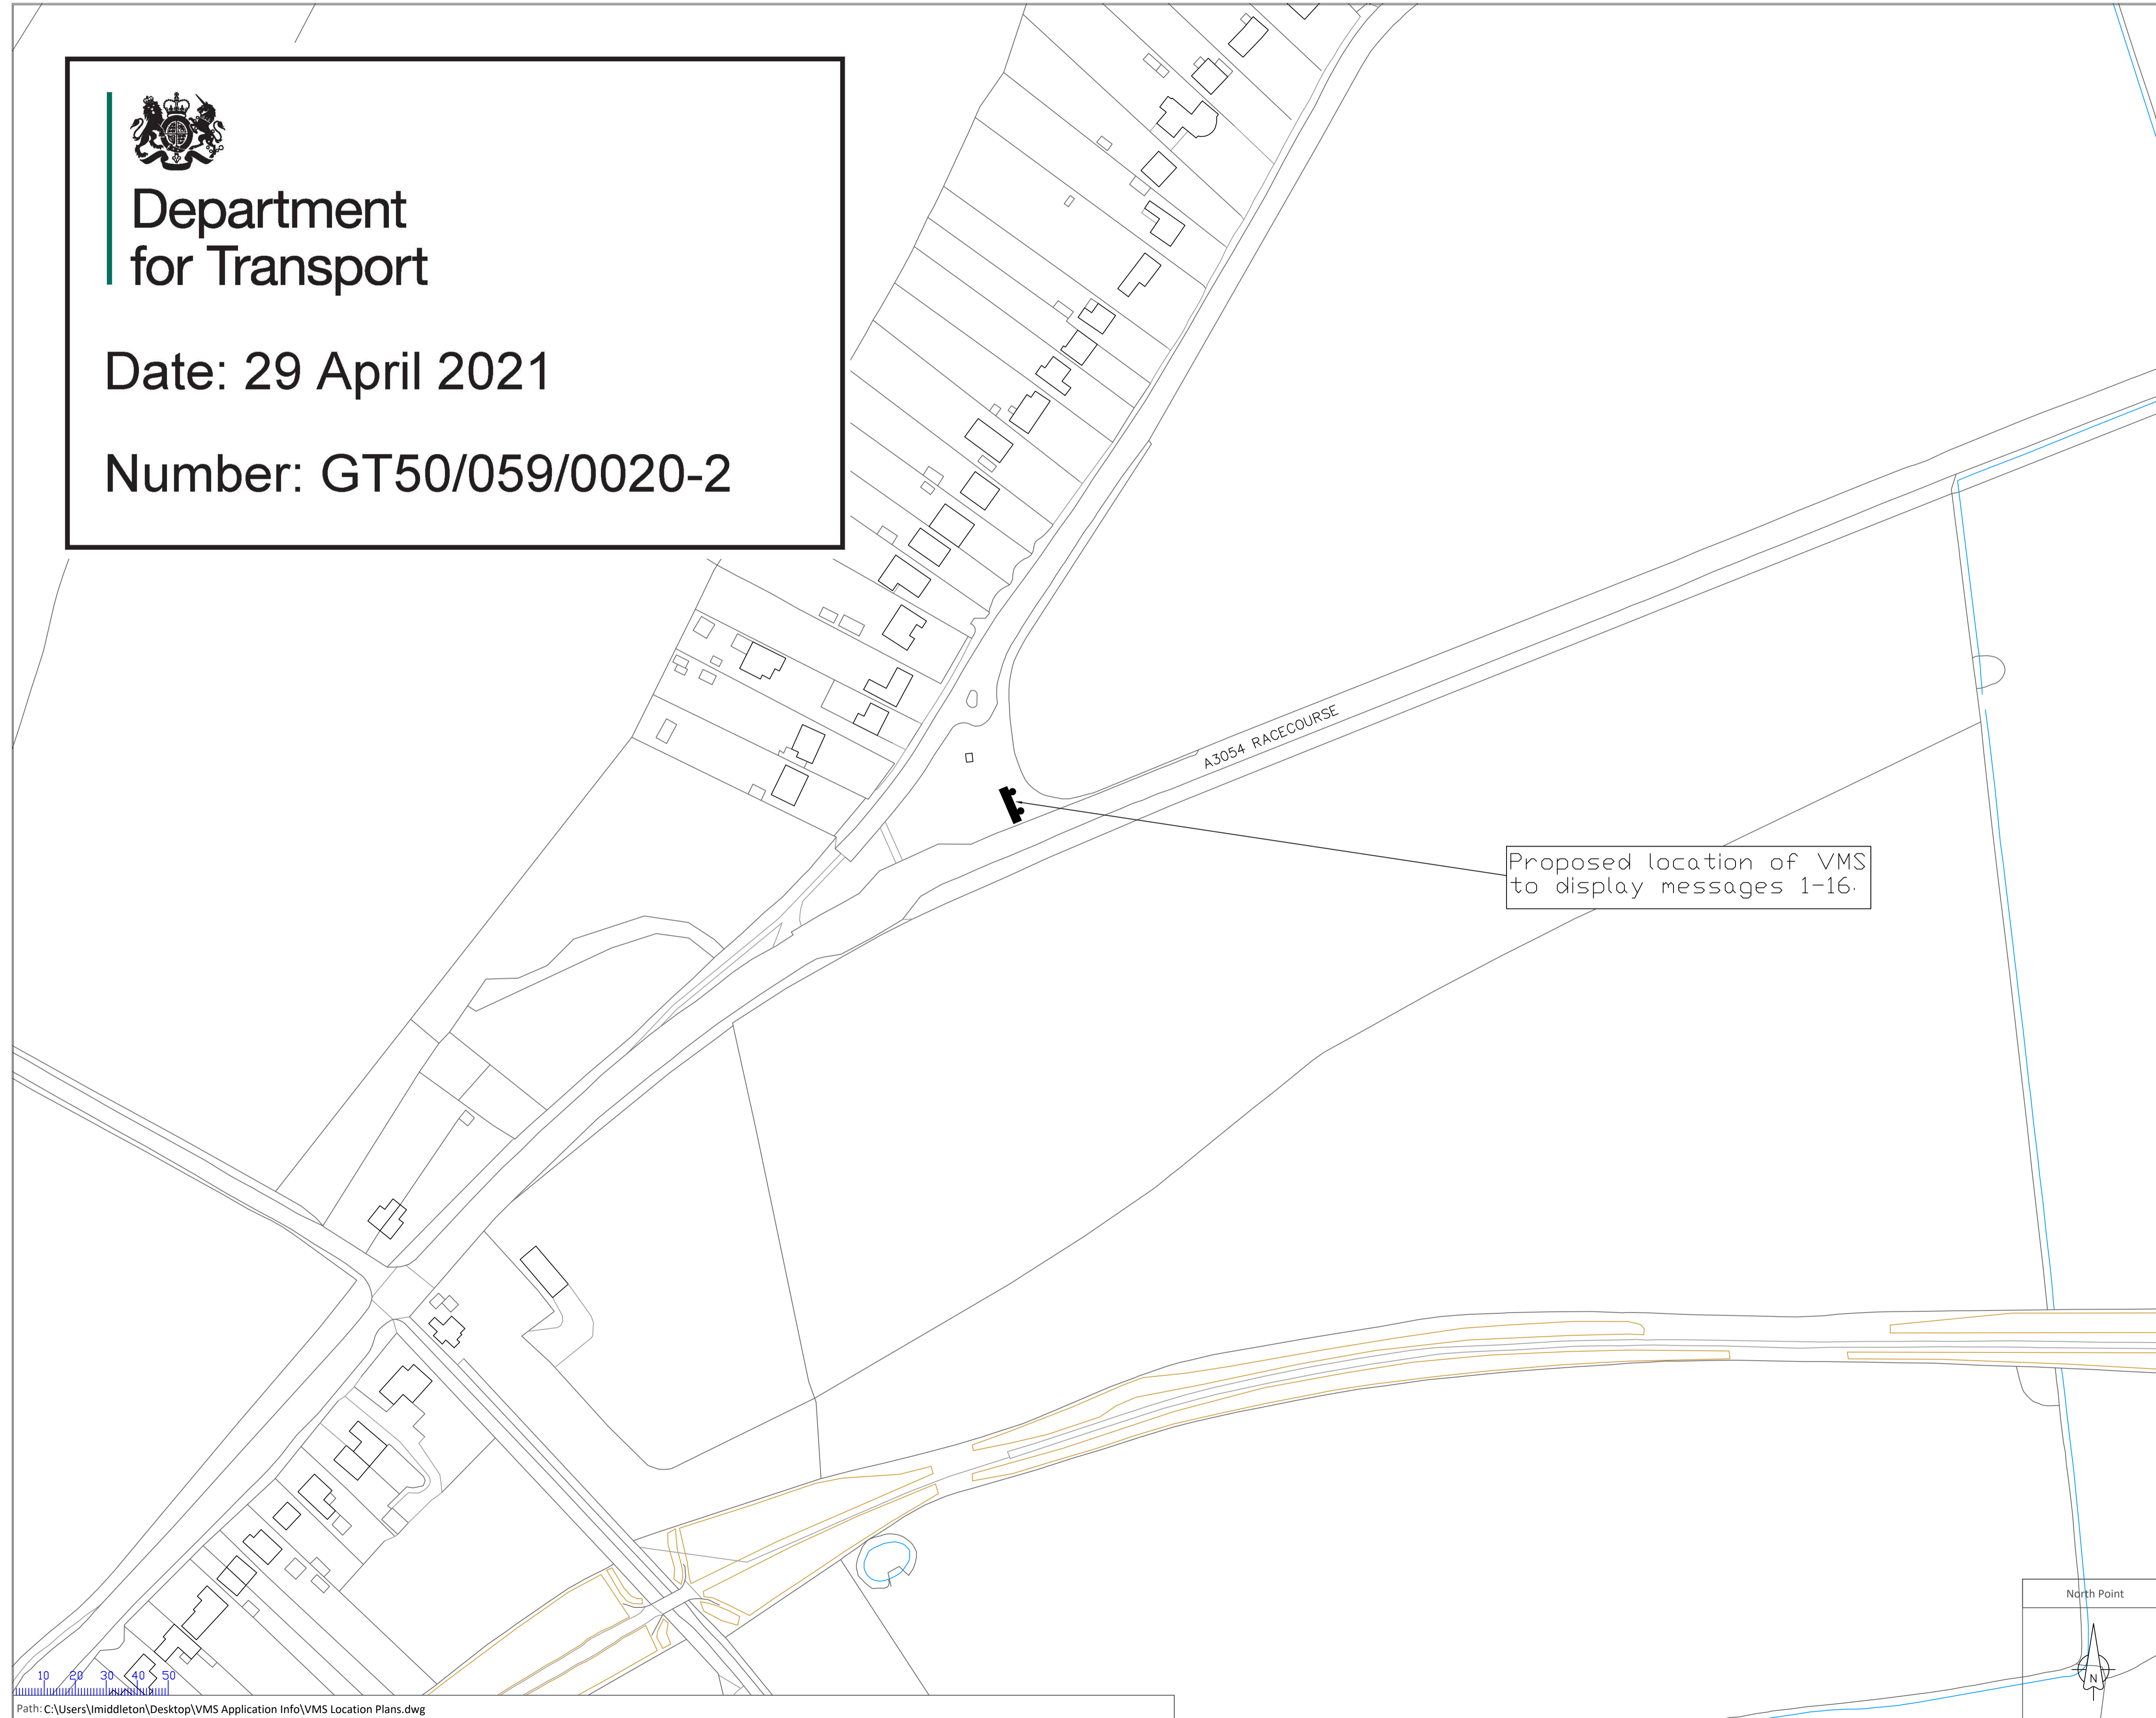 Department
for Transport
Date: 29 April 2021
Number: GT50/059/0020-2
A3054 RACECOURSE
Proposed location of VMS
to display messages 1-16.
North Point
N
10 20 30 40 50
Path: C:\Users\lmiddleton\Desktop\VMS Application Info\VMS Location Plans.dwg